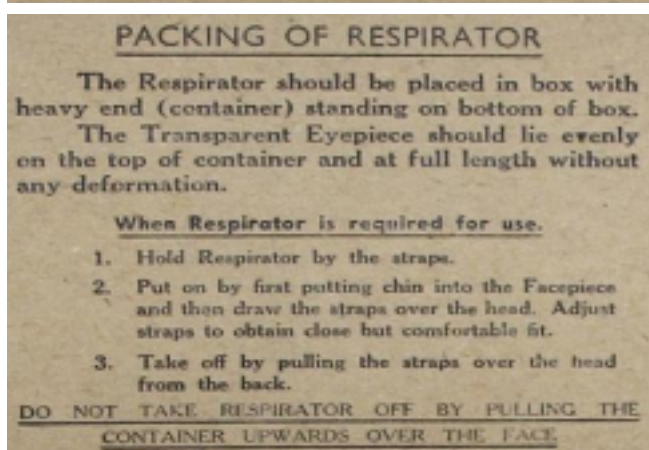 PACKING OF RESPIRATOR
The Respirator should be placed in box with
heavy end (container) standing on bottom of box.
The Transparent Eyepiece should lie evenly
on the top of container and at full length without
any deformation.
When Respirator is required for use.
1. Hold Respirator by the straps.
2. Put on by first putting chin into the Facepiece
and then draw the straps over the head. Adjust
straps to obtain close but comfortable fit.
3. Take off by pulling the straps over the head
from the back.
DO NOT TAKE RESPIRATOR OFF BY PULLING THE
CONTAINER UPWARDS OVER THE FACE